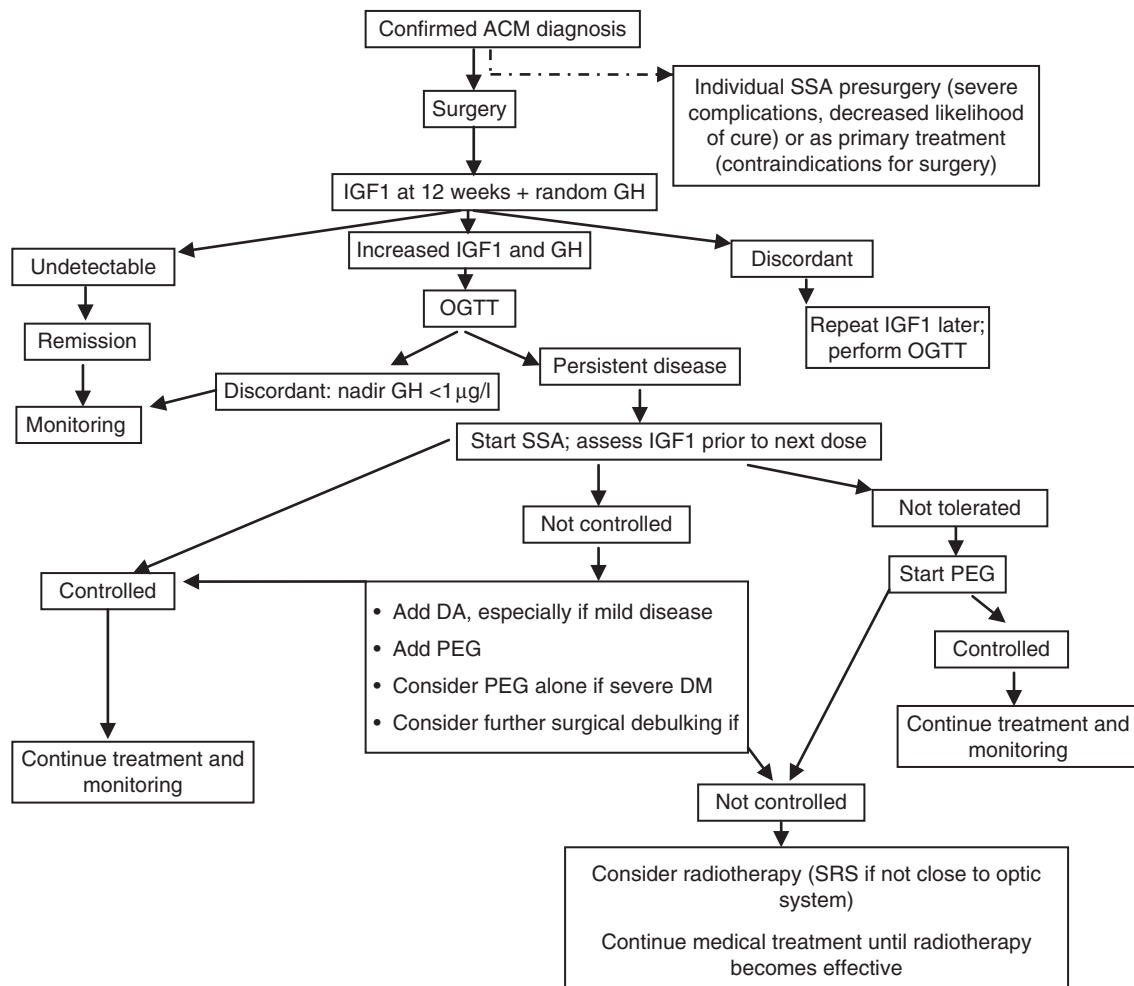 Confirmed ACM diagnosis
Individual SSA presurgery (severe
complications, decreased likelihood
of cure) or as primary treatment
(contraindications for surgery)
Surgery
IGF1 at 12 weeks + random GH
Undetectable
Increased IGF1 and GH
Discordant
Remission
OGTT
Repeat IGF1 later;
perform OGTT
Monitoring
Discordant: nadir GH <1 µg/l
Persistent disease
Start SSA; assess IGF1 prior to next dose
Not controlled
Not tolerated
Controlled
Start PEG
• Add DA, especially if mild disease
• Add PEG
• Consider PEG alone if severe DM
• Consider further surgical debulking if
Controlled
Continue treatment and
monitoring
Continue treatment and
monitoring
Not controlled
Consider radiotherapy (SRS if not close to optic
system)
Continue medical treatment until radiotherapy
becomes effective